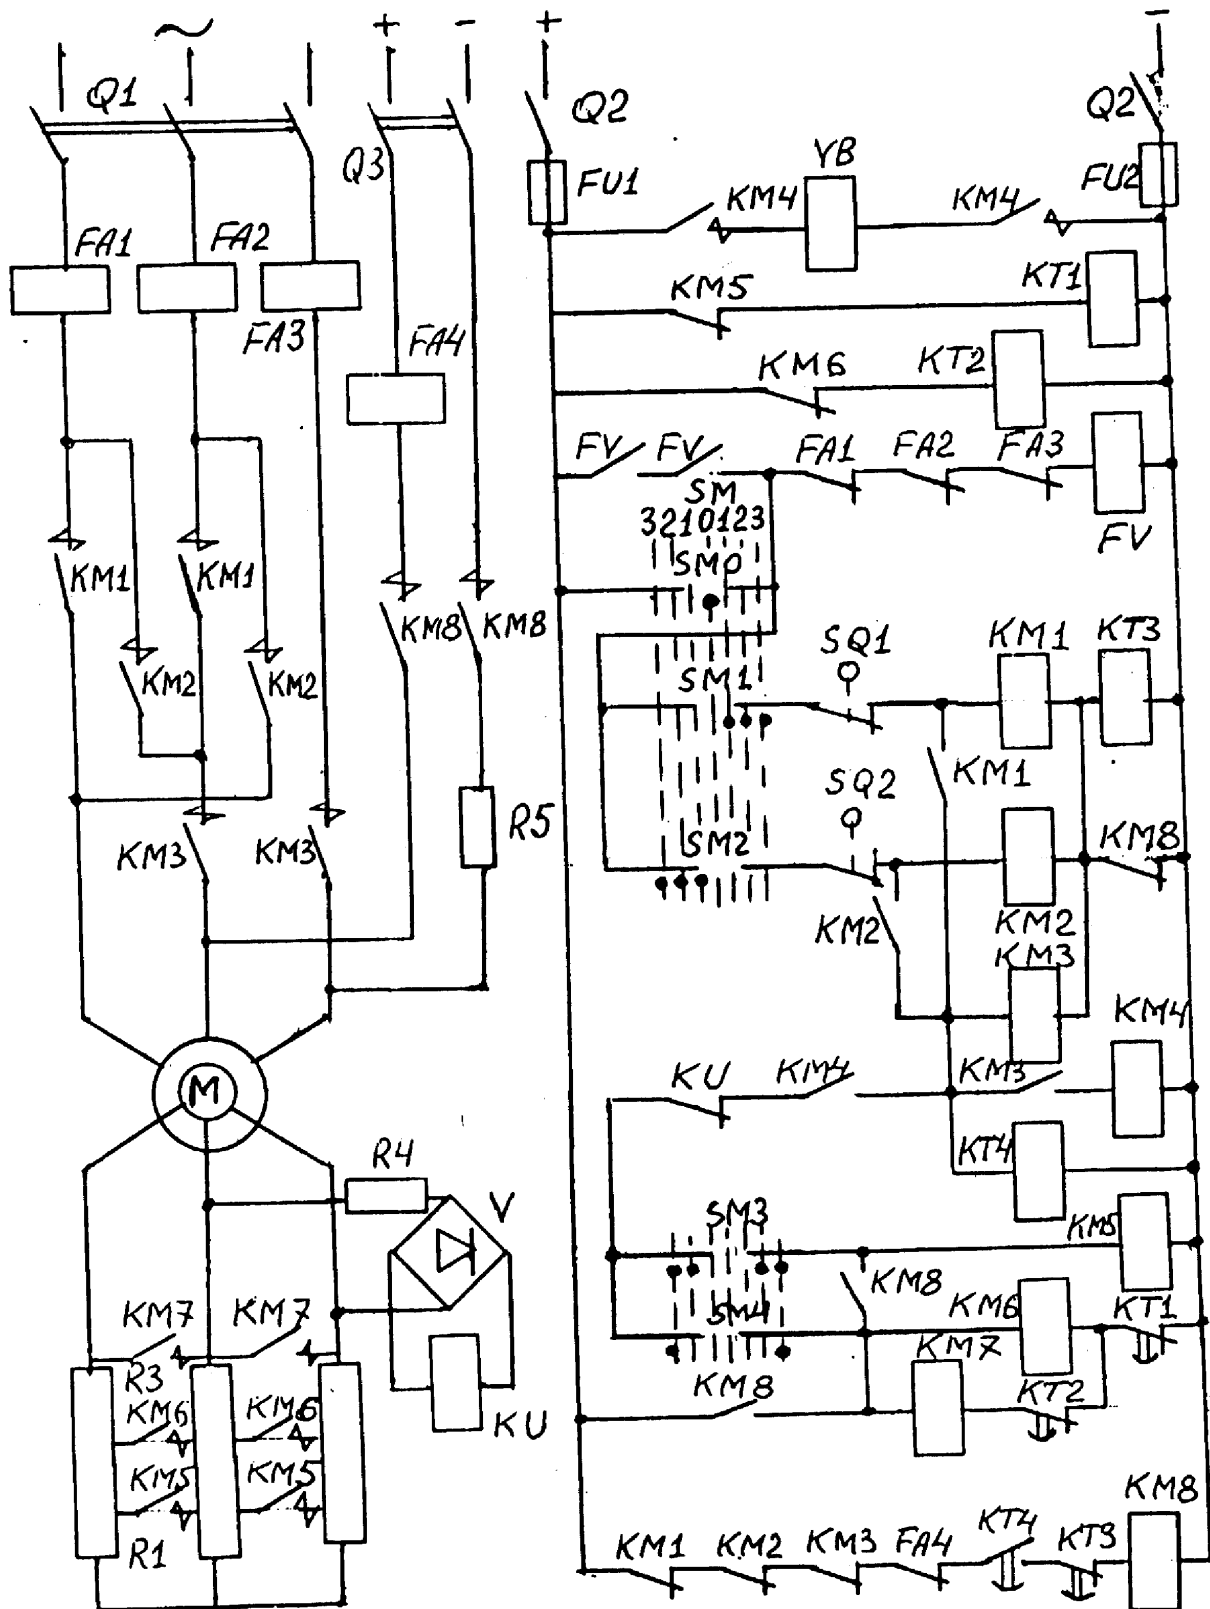 ~ + - + -
Q1
Q3
Q2
Q2
FU1
FU2
YB
KM4
KM4
FA1
FA2
FA3
FA4
KM5
KT1
KM6
KT2
FV
FV
FA1
FA2
FA3
FV
SM
3210123
SM0
KM1
KM1
KM2
KM2
KM8
KM8
SM1
SQ1
KM1
KT3
KM1
SQ2
SM2
KM8
KM2
KM2
KM3
KM3
KM3
R5
M
KU
KM4
KM3
KM4
KT4
R4
V
SM3
KM5
KM8
SM4
KM6
KT1
KM7
KM7
KM7
KT2
KM8
R3
KM6
KM6
KM5
KM5
R1
KU
KM8
KM1
KM2
KM3
FA4
KT4
KT3